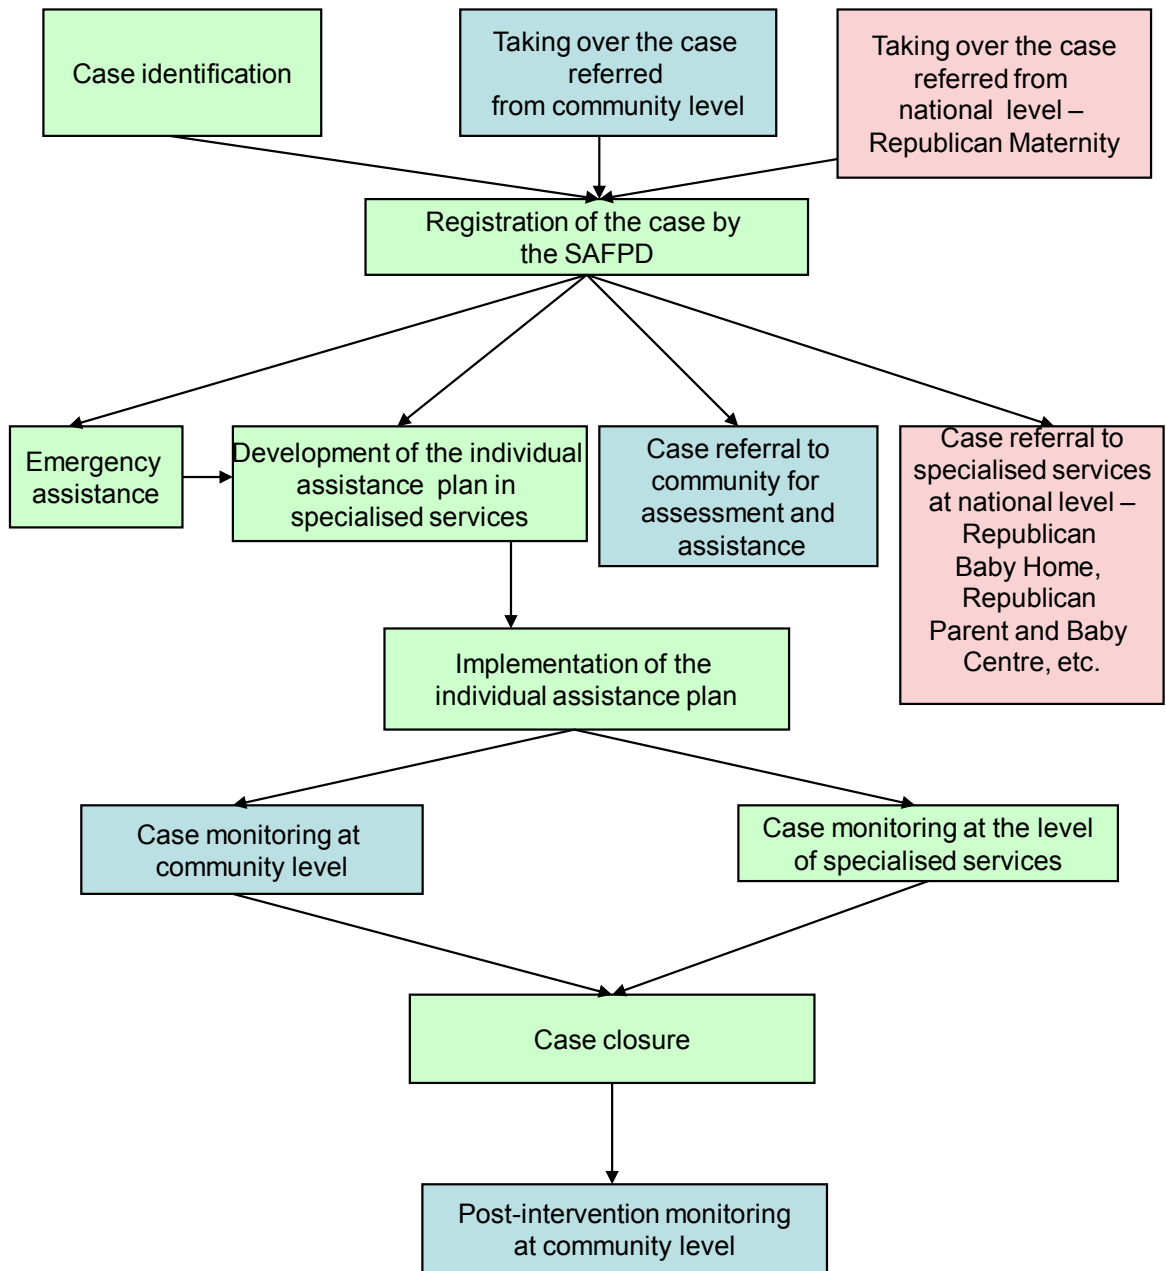 Case identification
Taking over the case
referred
from community level
Taking over the case
referred from
national level –
Republican Maternity
Registration of the case by
the SAFPD
Emergency
assistance
Development of the individual
assistance plan in
specialised services
Case referral to
community for
assessment and
assistance
Case referral to
specialised services
at national level –
Republican
Baby Home,
Republican
Parent and Baby
Centre, etc.
Implementation of the
individual assistance plan
Case monitoring at
community level
Case monitoring at the level
of specialised services
Case closure
Post-intervention monitoring
at community level